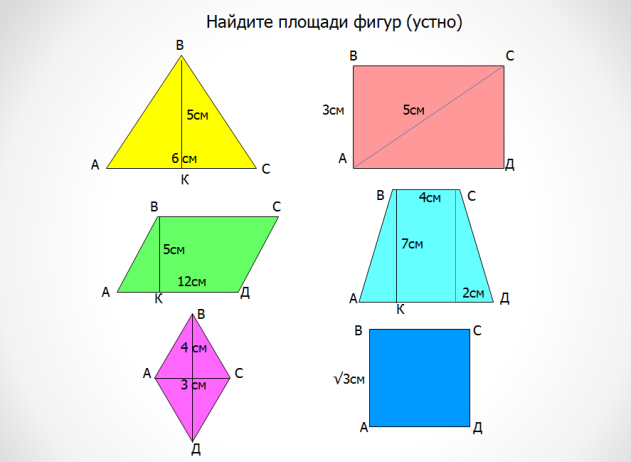 Найдите площади фигур (устно)
В
5см
6 см
А
К
С
В
С
3см
5см
А
Д
В
С
5см
12см
А
К
Д
В
4см
С
7см
2см
А
К
Д
В
4 см
А
3 см
С
Д
В
С
√3см
А
Д